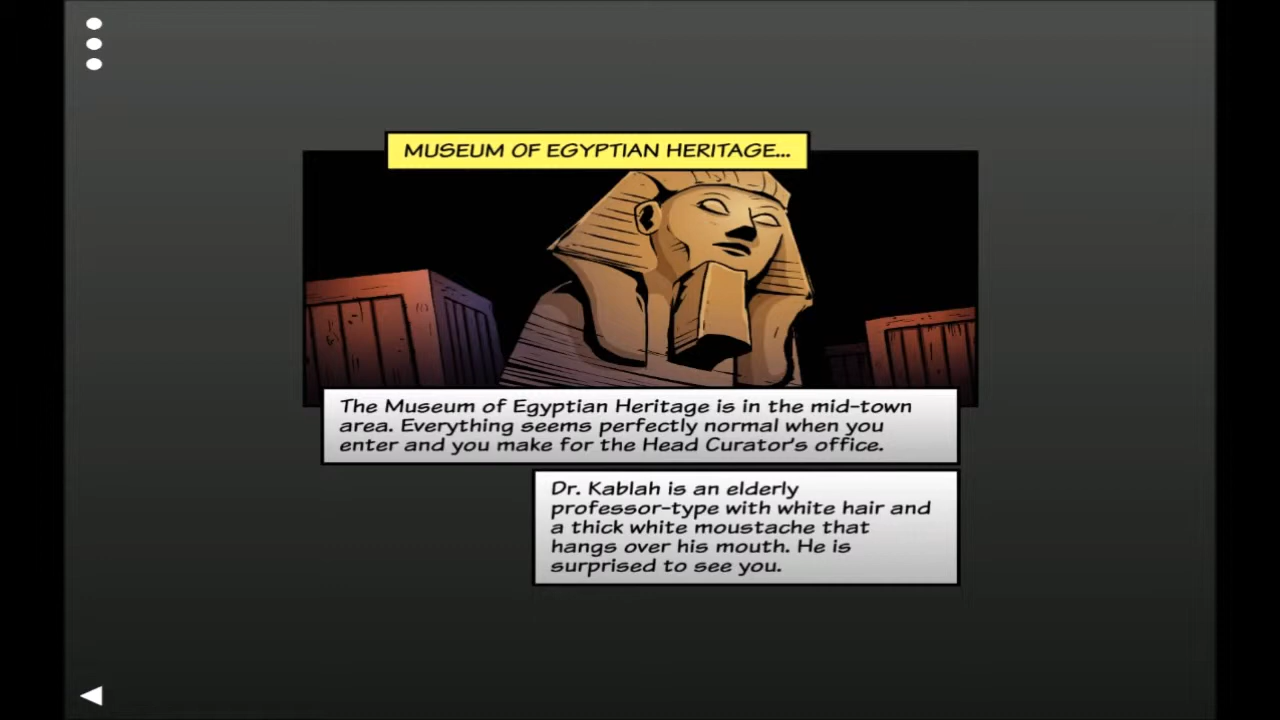 MUSEUM OF EGYPTIAN HERITAGE...
The Museum of Egyptian Heritage is in the mid-town
area. Everything seems perfectly normal when you
enter and you make for the Head Curator's office.
Dr. Kablah is an elderly
professor-type with white hair and
a thick white moustache that
hangs over his mouth. He is
surprised to see you.